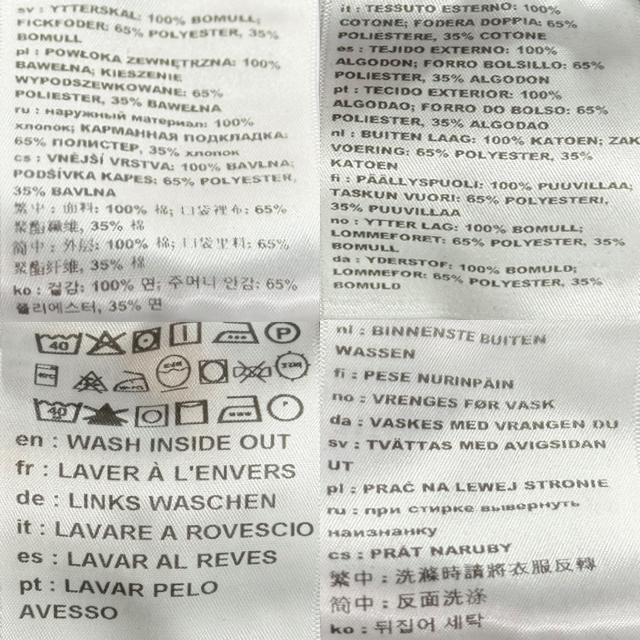 sv : YTTERSKAL: 100% BOMULL;
FICKFODER: 65% POLYESTER, 35%
BOMULL
pl : POWŁOKA ZEWNĘTRZNA: 100%
BAWEŁNA; KIESZENIE
WYPODSZEWKOWANE: 65%
POLIESTER, 35% BAWEŁNA
ru : наружный материал: 100%
хлопок; КАРМАННАЯ ПОДКЛАДКА:
65% ПОЛИСТЕР, 35% хлопок
cs : VNĚJŠÍ VRSTVA: 100% BAVLNA;
PODŠÍVKA KAPES: 65% POLYESTER,
35% BAVLNA
繁中 : 面料: 100% 棉; 口袋裡布: 65%
聚酯纖維, 35% 棉
简中 : 外层: 100% 棉; 口袋里料: 65%
聚酯纤维, 35% 棉
ko : 겉감: 100% 면; 주머니 안감: 65%
폴리에스터, 35% 면
it : TESSUTO ESTERNO: 100%
COTONE; FODERA DOPPIA: 65%
POLIESTERE, 35% COTONE
es : TEJIDO EXTERNO: 100%
ALGODON; FORRO BOLSILLO: 65%
POLIESTER, 35% ALGODON
pt : TECIDO EXTERIOR: 100%
ALGODAO; FORRO DO BOLSO: 65%
POLIESTER, 35% ALGODAO
nl : BUITEN LAAG: 100% KATOEN; ZAK
VOERING: 65% POLYESTER, 35%
KATOEN
fi : PÄÄLLYSPUOLI: 100% PUUVILLAA;
TASKUN VUORI: 65% POLYESTERI,
35% PUUVILLAA
no : YTTER LAG: 100% BOMULL;
LOMMEFORET: 65% POLYESTER, 35%
BOMULL
da : YDERSTOF: 100% BOMULD;
LOMMEFOR: 65% POLYESTER, 35%
BOMULD
40 P
40
en : WASH INSIDE OUT
fr : LAVER À L'ENVERS
de : LINKS WASCHEN
it : LAVARE A ROVESCIO
es : LAVAR AL REVES
pt : LAVAR PELO
AVESSO
nl : BINNENSTE BUITEN
WASSEN
fi : PESE NURINPÄIN
no : VRENGES FØR VASK
da : VASKES MED VRANGEN UD
sv : TVÄTTAS MED AVIGSIDAN
UT
pl : PRAĆ NA LEWEJ STRONIE
ru : при стирке вывернуть
наизнанку
cs : PRÁT NARUBY
繁中 : 洗滌時請將衣服反轉
简中 : 反面洗涤
ko : 뒤집어 세탁